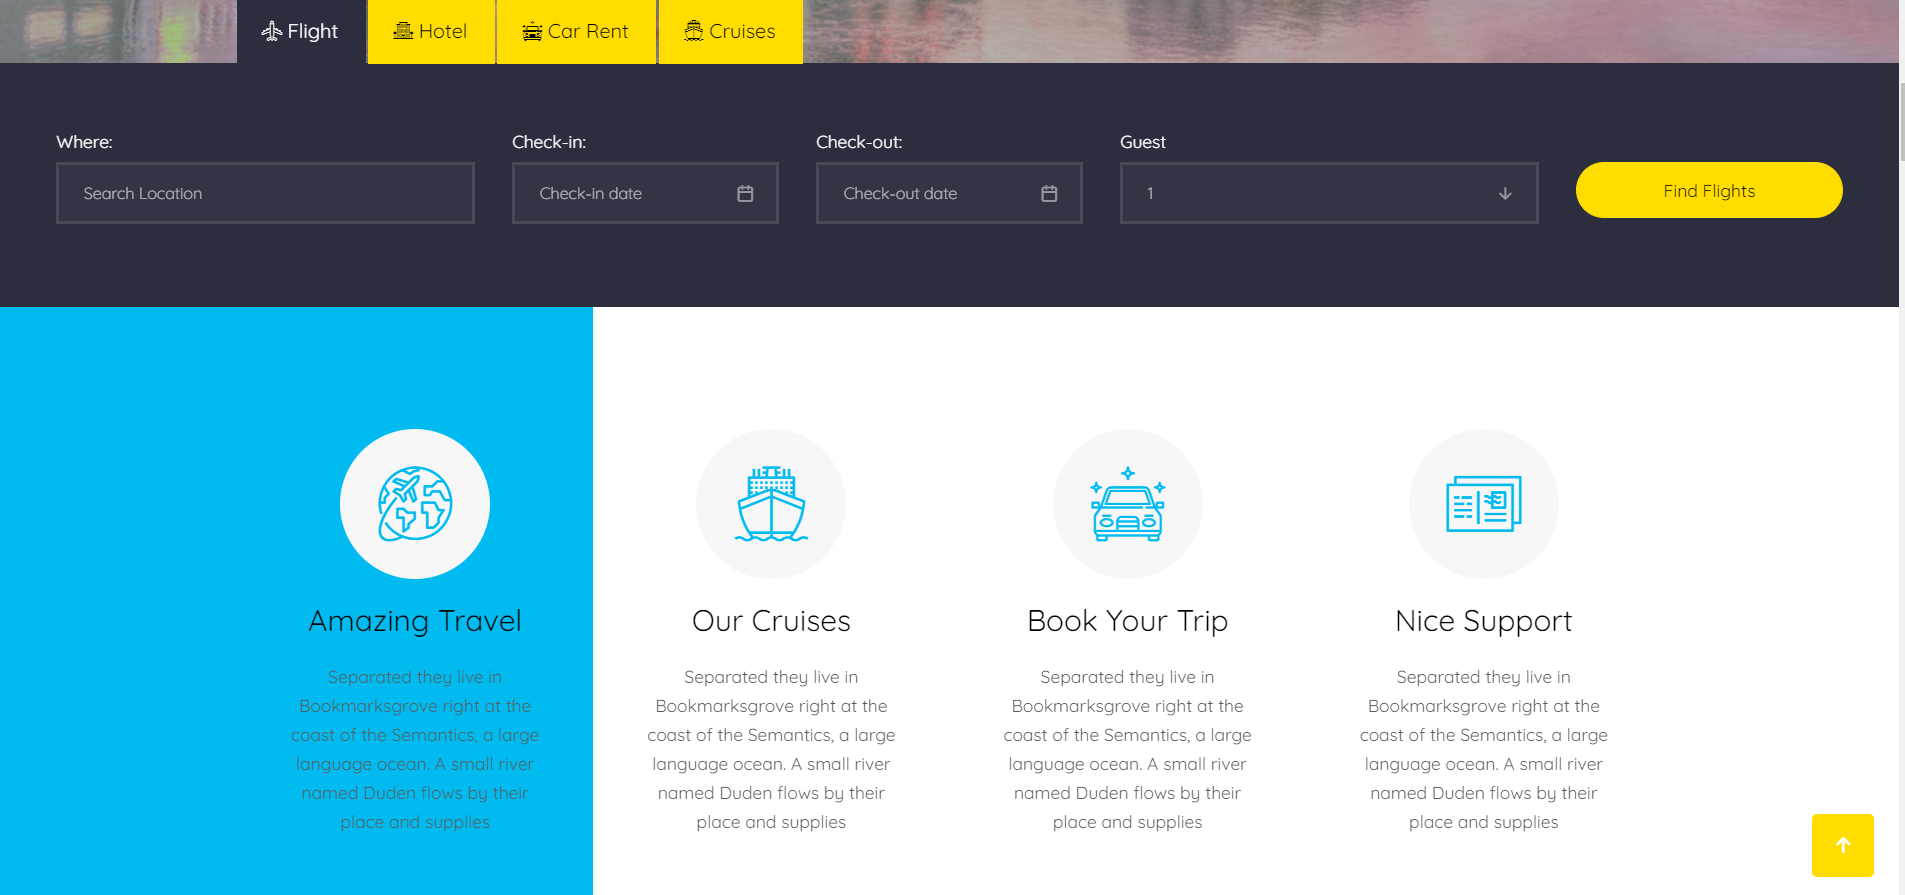 Flight
Hotel
Car Rent
Cruises
Where:
Check-in:
Check-out:
Guest
Search Location
Check-in date
Check-out date
1
Find Flights
Amazing Travel
Separated they live in
Bookmarksgrove right at the
coast of the Semantics, a large
language ocean. A small river
named Duden flows by their
place and supplies
Our Cruises
Separated they live in
Bookmarksgrove right at the
coast of the Semantics, a large
language ocean. A small river
named Duden flows by their
place and supplies
Book Your Trip
Separated they live in
Bookmarksgrove right at the
coast of the Semantics, a large
language ocean. A small river
named Duden flows by their
place and supplies
Nice Support
Separated they live in
Bookmarksgrove right at the
coast of the Semantics, a large
language ocean. A small river
named Duden flows by their
place and supplies